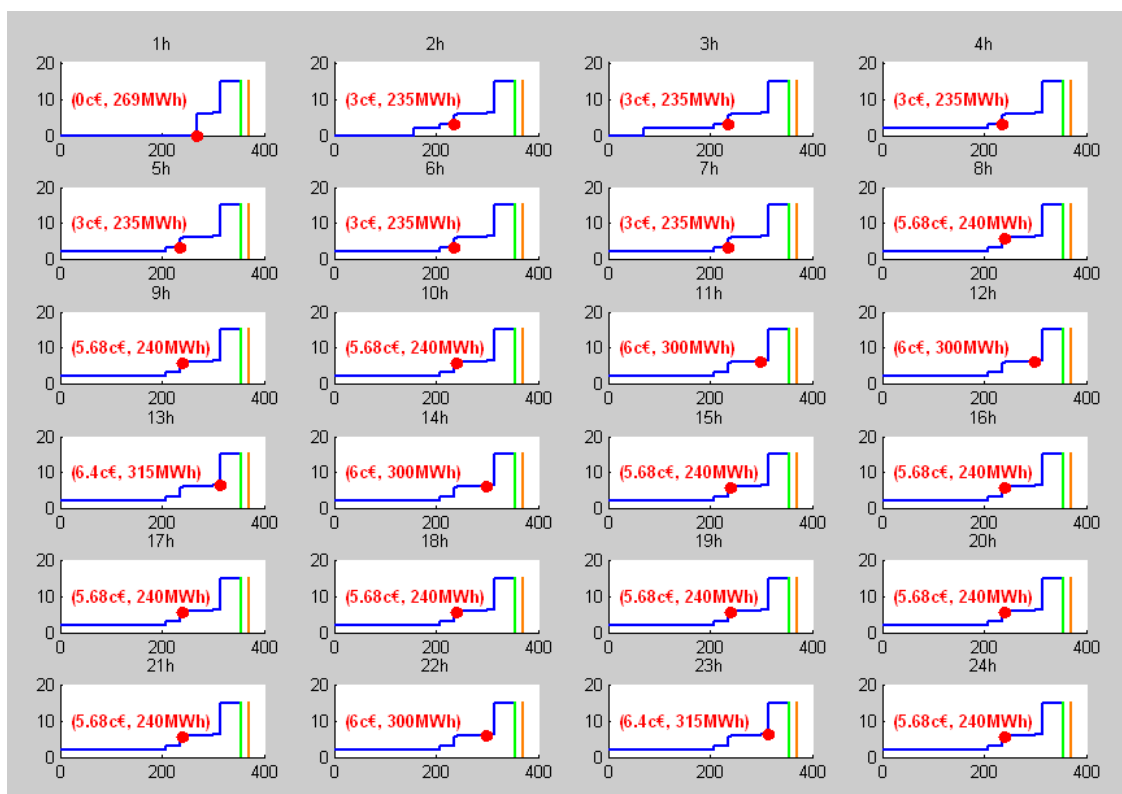 1h 2h 3h 4h
20 20 20 20
(0c€, 269MWh) (3c€, 235MWh) (3c€, 235MWh) (3c€, 235MWh)
10 10 10 10
0 0 0 0
0 200 400 0 200 400 0 200 400 0 200 400
5h 6h 7h 8h
20 20 20 20
(3c€, 235MWh) (3c€, 235MWh) (3c€, 235MWh) (5.68c€, 240MWh)
10 10 10 10
0 0 0 0
0 200 400 0 200 400 0 200 400 0 200 400
9h 10h 11h 12h
20 20 20 20
(5.68c€, 240MWh) (5.68c€, 240MWh) (6c€, 300MWh) (6c€, 300MWh)
10 10 10 10
0 0 0 0
0 200 400 0 200 400 0 200 400 0 200 400
13h 14h 15h 16h
20 20 20 20
(6.4c€, 315MWh) (6c€, 300MWh) (5.68c€, 240MWh) (5.68c€, 240MWh)
10 10 10 10
0 0 0 0
0 200 400 0 200 400 0 200 400 0 200 400
17h 18h 19h 20h
20 20 20 20
(5.68c€, 240MWh) (5.68c€, 240MWh) (5.68c€, 240MWh) (5.68c€, 240MWh)
10 10 10 10
0 0 0 0
0 200 400 0 200 400 0 200 400 0 200 400
21h 22h 23h 24h
20 20 20 20
(5.68c€, 240MWh) (6c€, 300MWh) (6.4c€, 315MWh) (5.68c€, 240MWh)
10 10 10 10
0 0 0 0
0 200 400 0 200 400 0 200 400 0 200 400